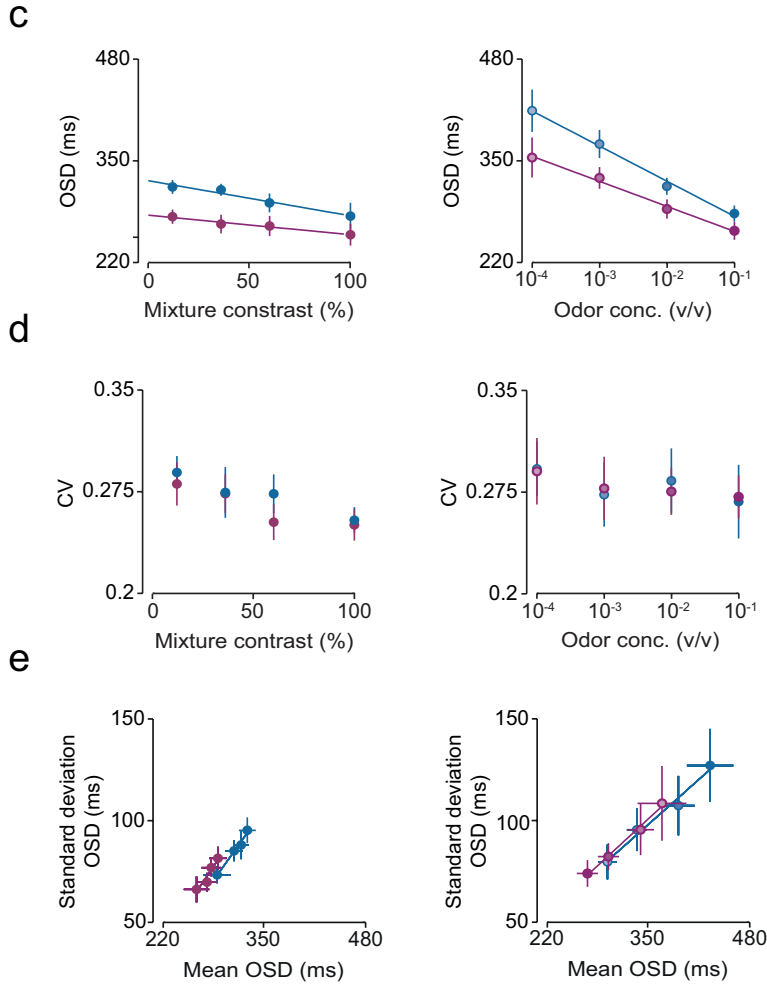 c
480
350
220
OSD (ms)
0
50
100
Mixture constrast (%)
480
350
220
OSD (ms)
10-4
10-3
10-2
10-1
Odor conc. (v/v)
d
0.35
0.275
0.2
CV
0
50
100
Mixture contrast (%)
0.35
0.275
0.2
CV
10-4
10-3
10-2
10-1
Odor conc. (v/v)
e
150
100
50
Standard deviation
OSD (ms)
220
350
480
Mean OSD (ms)
150
100
50
Standard deviation
OSD (ms)
220
350
480
Mean OSD (ms)